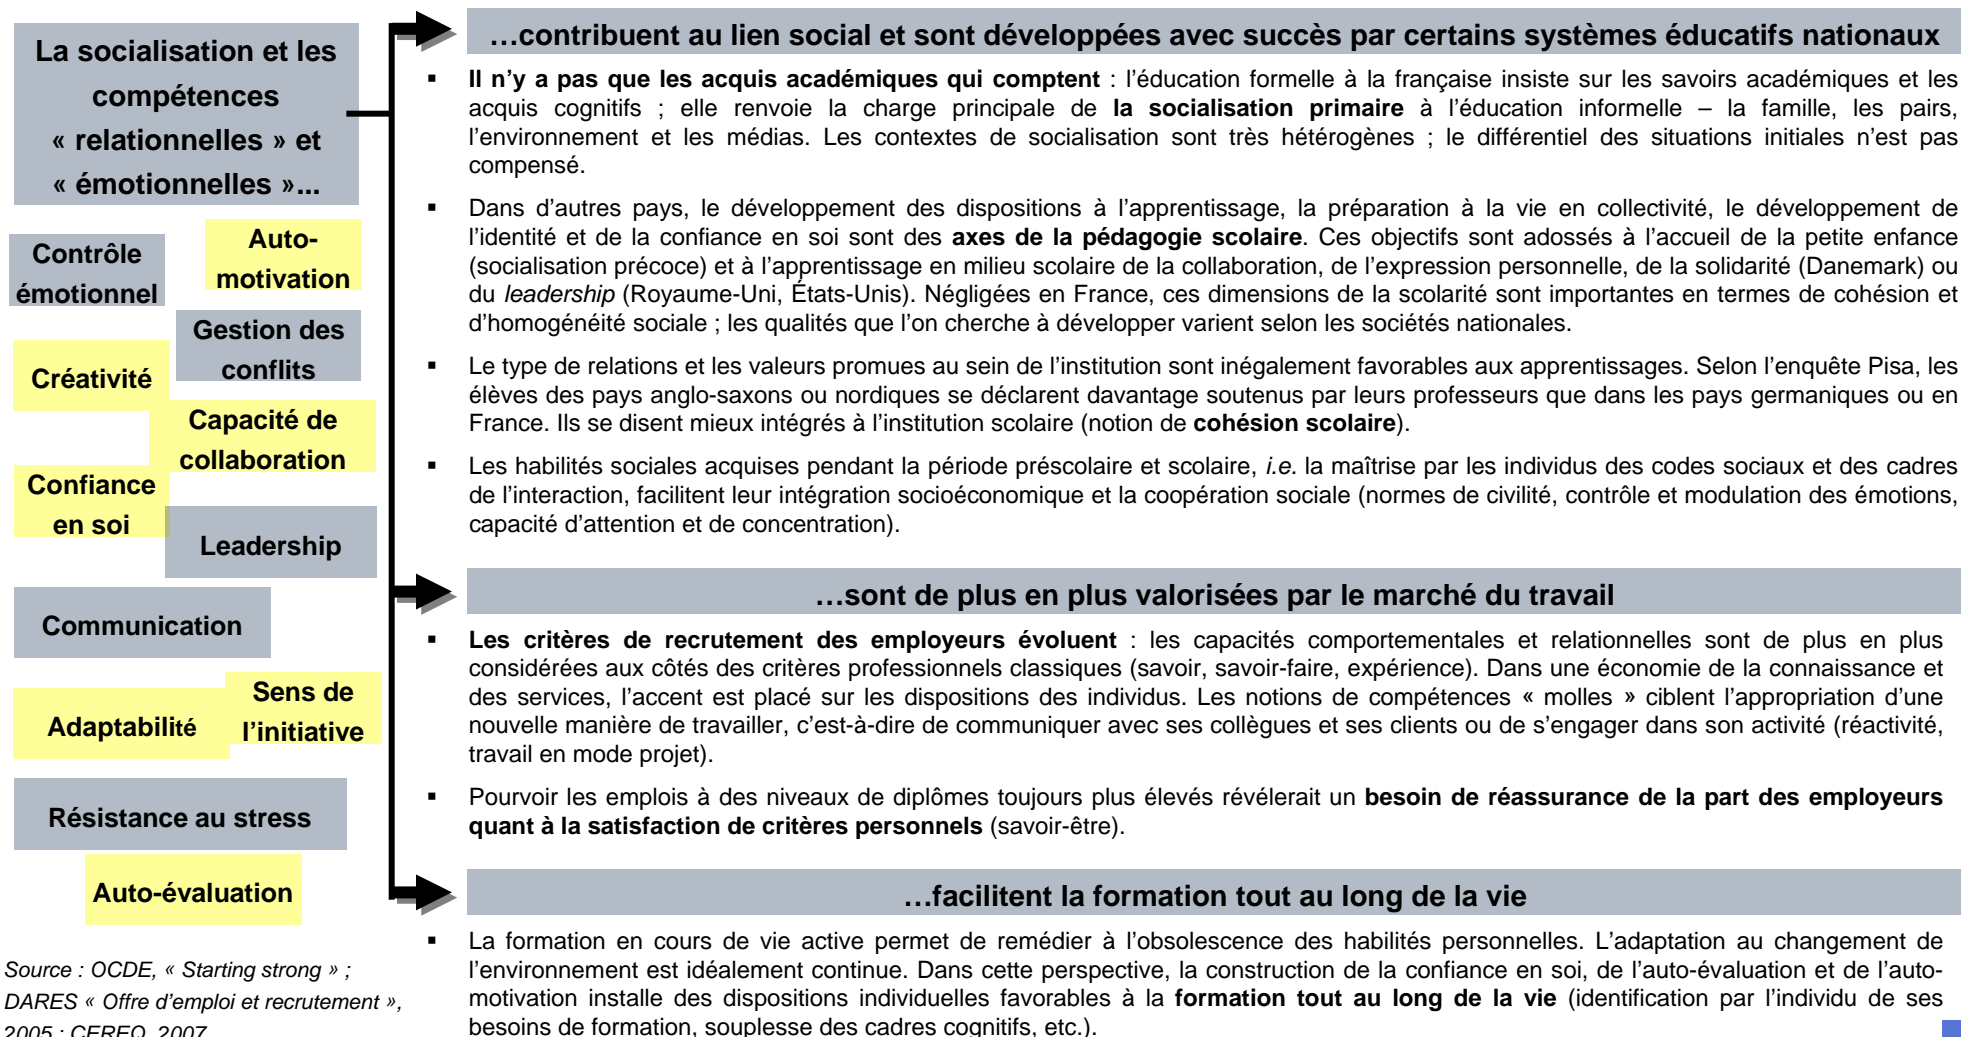 La socialisation et les
compétences
« relationnelles » et
« émotionnelles »...
Contrôle
émotionnel
Auto-
motivation
Gestion des
conflits
Créativité
Capacité de
collaboration
Confiance
en soi
Leadership
Communication
Sens de
l’initiative
Adaptabilité
Résistance au stress
Auto-évaluation
Source : OCDE, « Starting strong » ;
DARES « Offre d’emploi et recrutement »,
2005 ; CEREQ, 2007
…contribuent au lien social et sont développées avec succès par certains systèmes éducatifs nationaux
▪ Il n’y a pas que les acquis académiques qui comptent : l’éducation formelle à la française insiste sur les savoirs académiques et les
acquis cognitifs ; elle renvoie la charge principale de la socialisation primaire à l’éducation informelle – la famille, les pairs,
l’environnement et les médias. Les contextes de socialisation sont très hétérogènes ; le différentiel des situations initiales n’est pas
compensé.
▪ Dans d’autres pays, le développement des dispositions à l’apprentissage, la préparation à la vie en collectivité, le développement de
l’identité et de la confiance en soi sont des axes de la pédagogie scolaire. Ces objectifs sont adossés à l’accueil de la petite enfance
(socialisation précoce) et à l’apprentissage en milieu scolaire de la collaboration, de l’expression personnelle, de la solidarité (Danemark) ou
du leadership (Royaume-Uni, États-Unis). Négligées en France, ces dimensions de la scolarité sont importantes en termes de cohésion et
d’homogénéité sociale ; les qualités que l’on cherche à développer varient selon les sociétés nationales.
▪ Le type de relations et les valeurs promues au sein de l’institution sont inégalement favorables aux apprentissages. Selon l’enquête Pisa, les
élèves des pays anglo-saxons ou nordiques se déclarent davantage soutenus par leurs professeurs que dans les pays germaniques ou en
France. Ils se disent mieux intégrés à l’institution scolaire (notion de cohésion scolaire).
▪ Les habilités sociales acquises pendant la période préscolaire et scolaire, i.e. la maîtrise par les individus des codes sociaux et des cadres
de l’interaction, facilitent leur intégration socioéconomique et la coopération sociale (normes de civilité, contrôle et modulation des émotions,
capacité d’attention et de concentration).
…sont de plus en plus valorisées par le marché du travail
▪ Les critères de recrutement des employeurs évoluent : les capacités comportementales et relationnelles sont de plus en plus
considérées aux côtés des critères professionnels classiques (savoir, savoir-faire, expérience). Dans une économie de la connaissance et
des services, l’accent est placé sur les dispositions des individus. Les notions de compétences « molles » ciblent l’appropriation d’une
nouvelle manière de travailler, c’est-à-dire de communiquer avec ses collègues et ses clients ou de s’engager dans son activité (réactivité,
travail en mode projet).
▪ Pourvoir les emplois à des niveaux de diplômes toujours plus élevés révélerait un besoin de réassurance de la part des employeurs
quant à la satisfaction de critères personnels (savoir-être).
…facilitent la formation tout au long de la vie
▪ La formation en cours de vie active permet de remédier à l’obsolescence des habilités personnelles. L’adaptation au changement de
l’environnement est idéalement continue. Dans cette perspective, la construction de la confiance en soi, de l’auto-évaluation et de l’auto-
motivation installe des dispositions individuelles favorables à la formation tout au long de la vie (identification par l’individu de ses
besoins de formation, souplesse des cadres cognitifs, etc.).